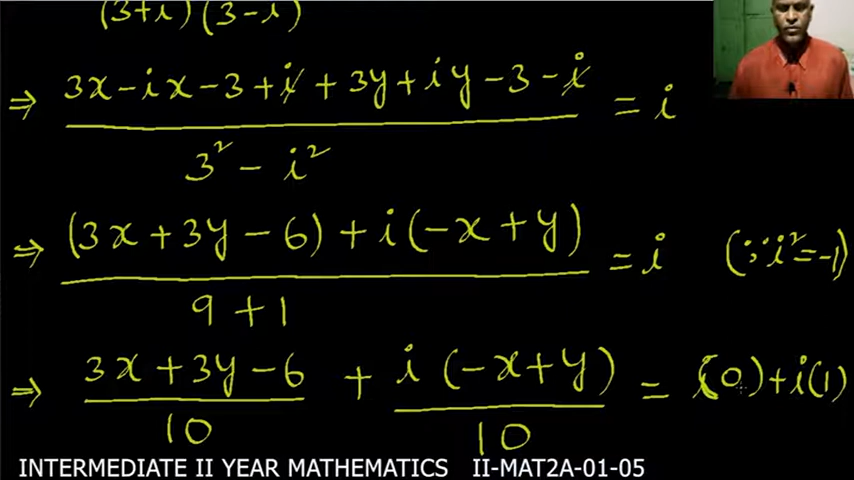 (3+i)(3-i)
⇒ 3x-ix-3+i+3y+iy-3-i = i
3²-i²
⇒ (3x+3y-6)+i(-x+y) = i (∵i²=-1)
9+1
⇒ 3x+3y-6 + i(-x+y) = (0)+i(1)
10 10
INTERMEDIATE II YEAR MATHEMATICS II-MAT2A-01-05